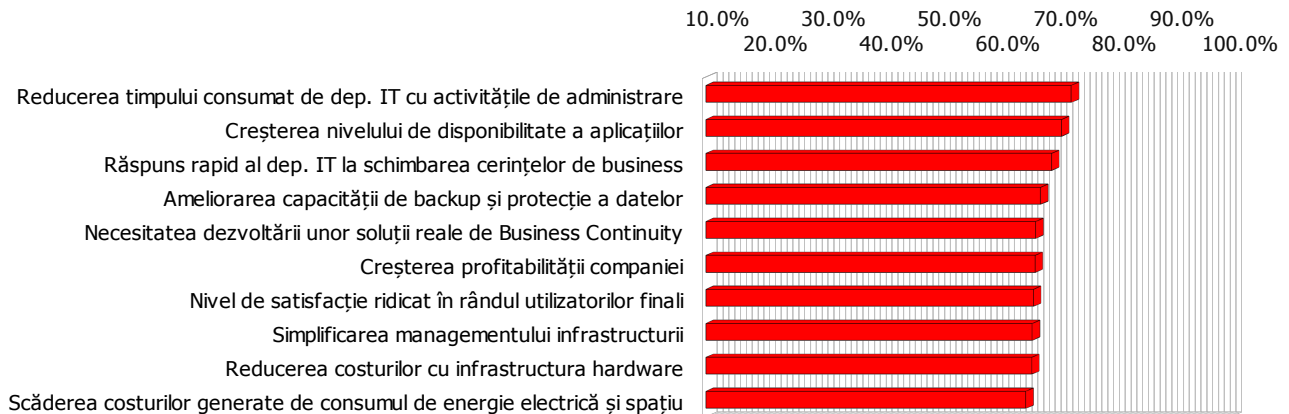 10.0% 30.0% 50.0% 70.0% 90.0%
20.0% 40.0% 60.0% 80.0% 100.0%
Reducerea timpului consumat de dep. IT cu activitățile de administrare
Creșterea nivelului de disponibilitate a aplicațiilor
Răspuns rapid al dep. IT la schimbarea cerințelor de business
Ameliorarea capacității de backup și protecție a datelor
Necesitatea dezvoltării unor soluții reale de Business Continuity
Creșterea profitabilității companiei
Nivel de satisfacție ridicat în rândul utilizatorilor finali
Simplificarea managementului infrastructurii
Reducerea costurilor cu infrastructura hardware
Scăderea costurilor generate de consumul de energie electrică și spațiu